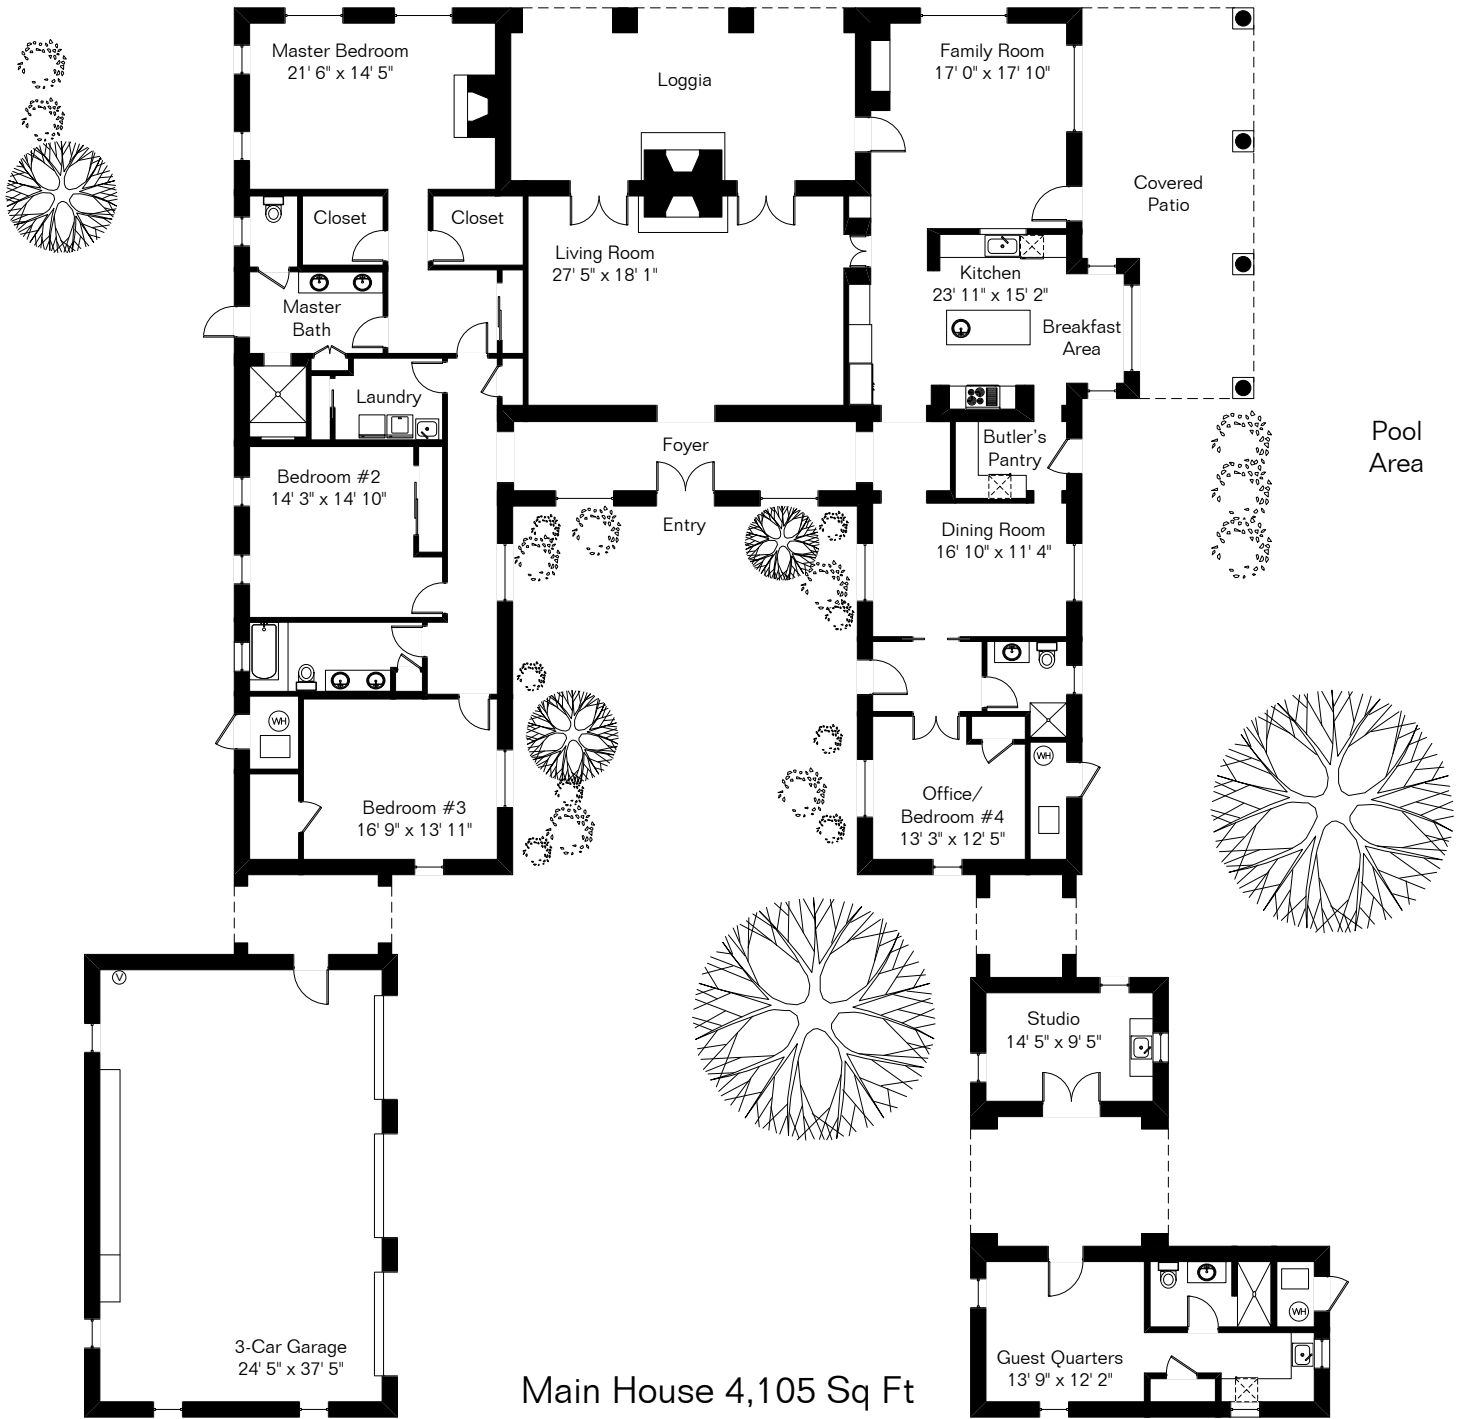 Master Bedroom
21' 6" x 14' 5"
Loggia
Family Room
17' 0" x 17' 10"
Covered
Patio
Closet
Closet
Living Room
27' 5" x 18' 1"
Kitchen
23' 11" x 15' 2"
Master
Bath
Breakfast
Area
Laundry
Foyer
Butler's
Pantry
Pool
Area
Bedroom #2
14' 3" x 14' 10"
Entry
Dining Room
16' 10" x 11' 4"
WH
WH
Bedroom #3
16' 9" x 13' 11"
Office/
Bedroom #4
13' 3" x 12' 5"
V
Studio
14' 5" x 9' 5"
WH
3-Car Garage
24' 5" x 37' 5"
Guest Quarters
13' 9" x 12' 2"
Main House 4,105 Sq Ft